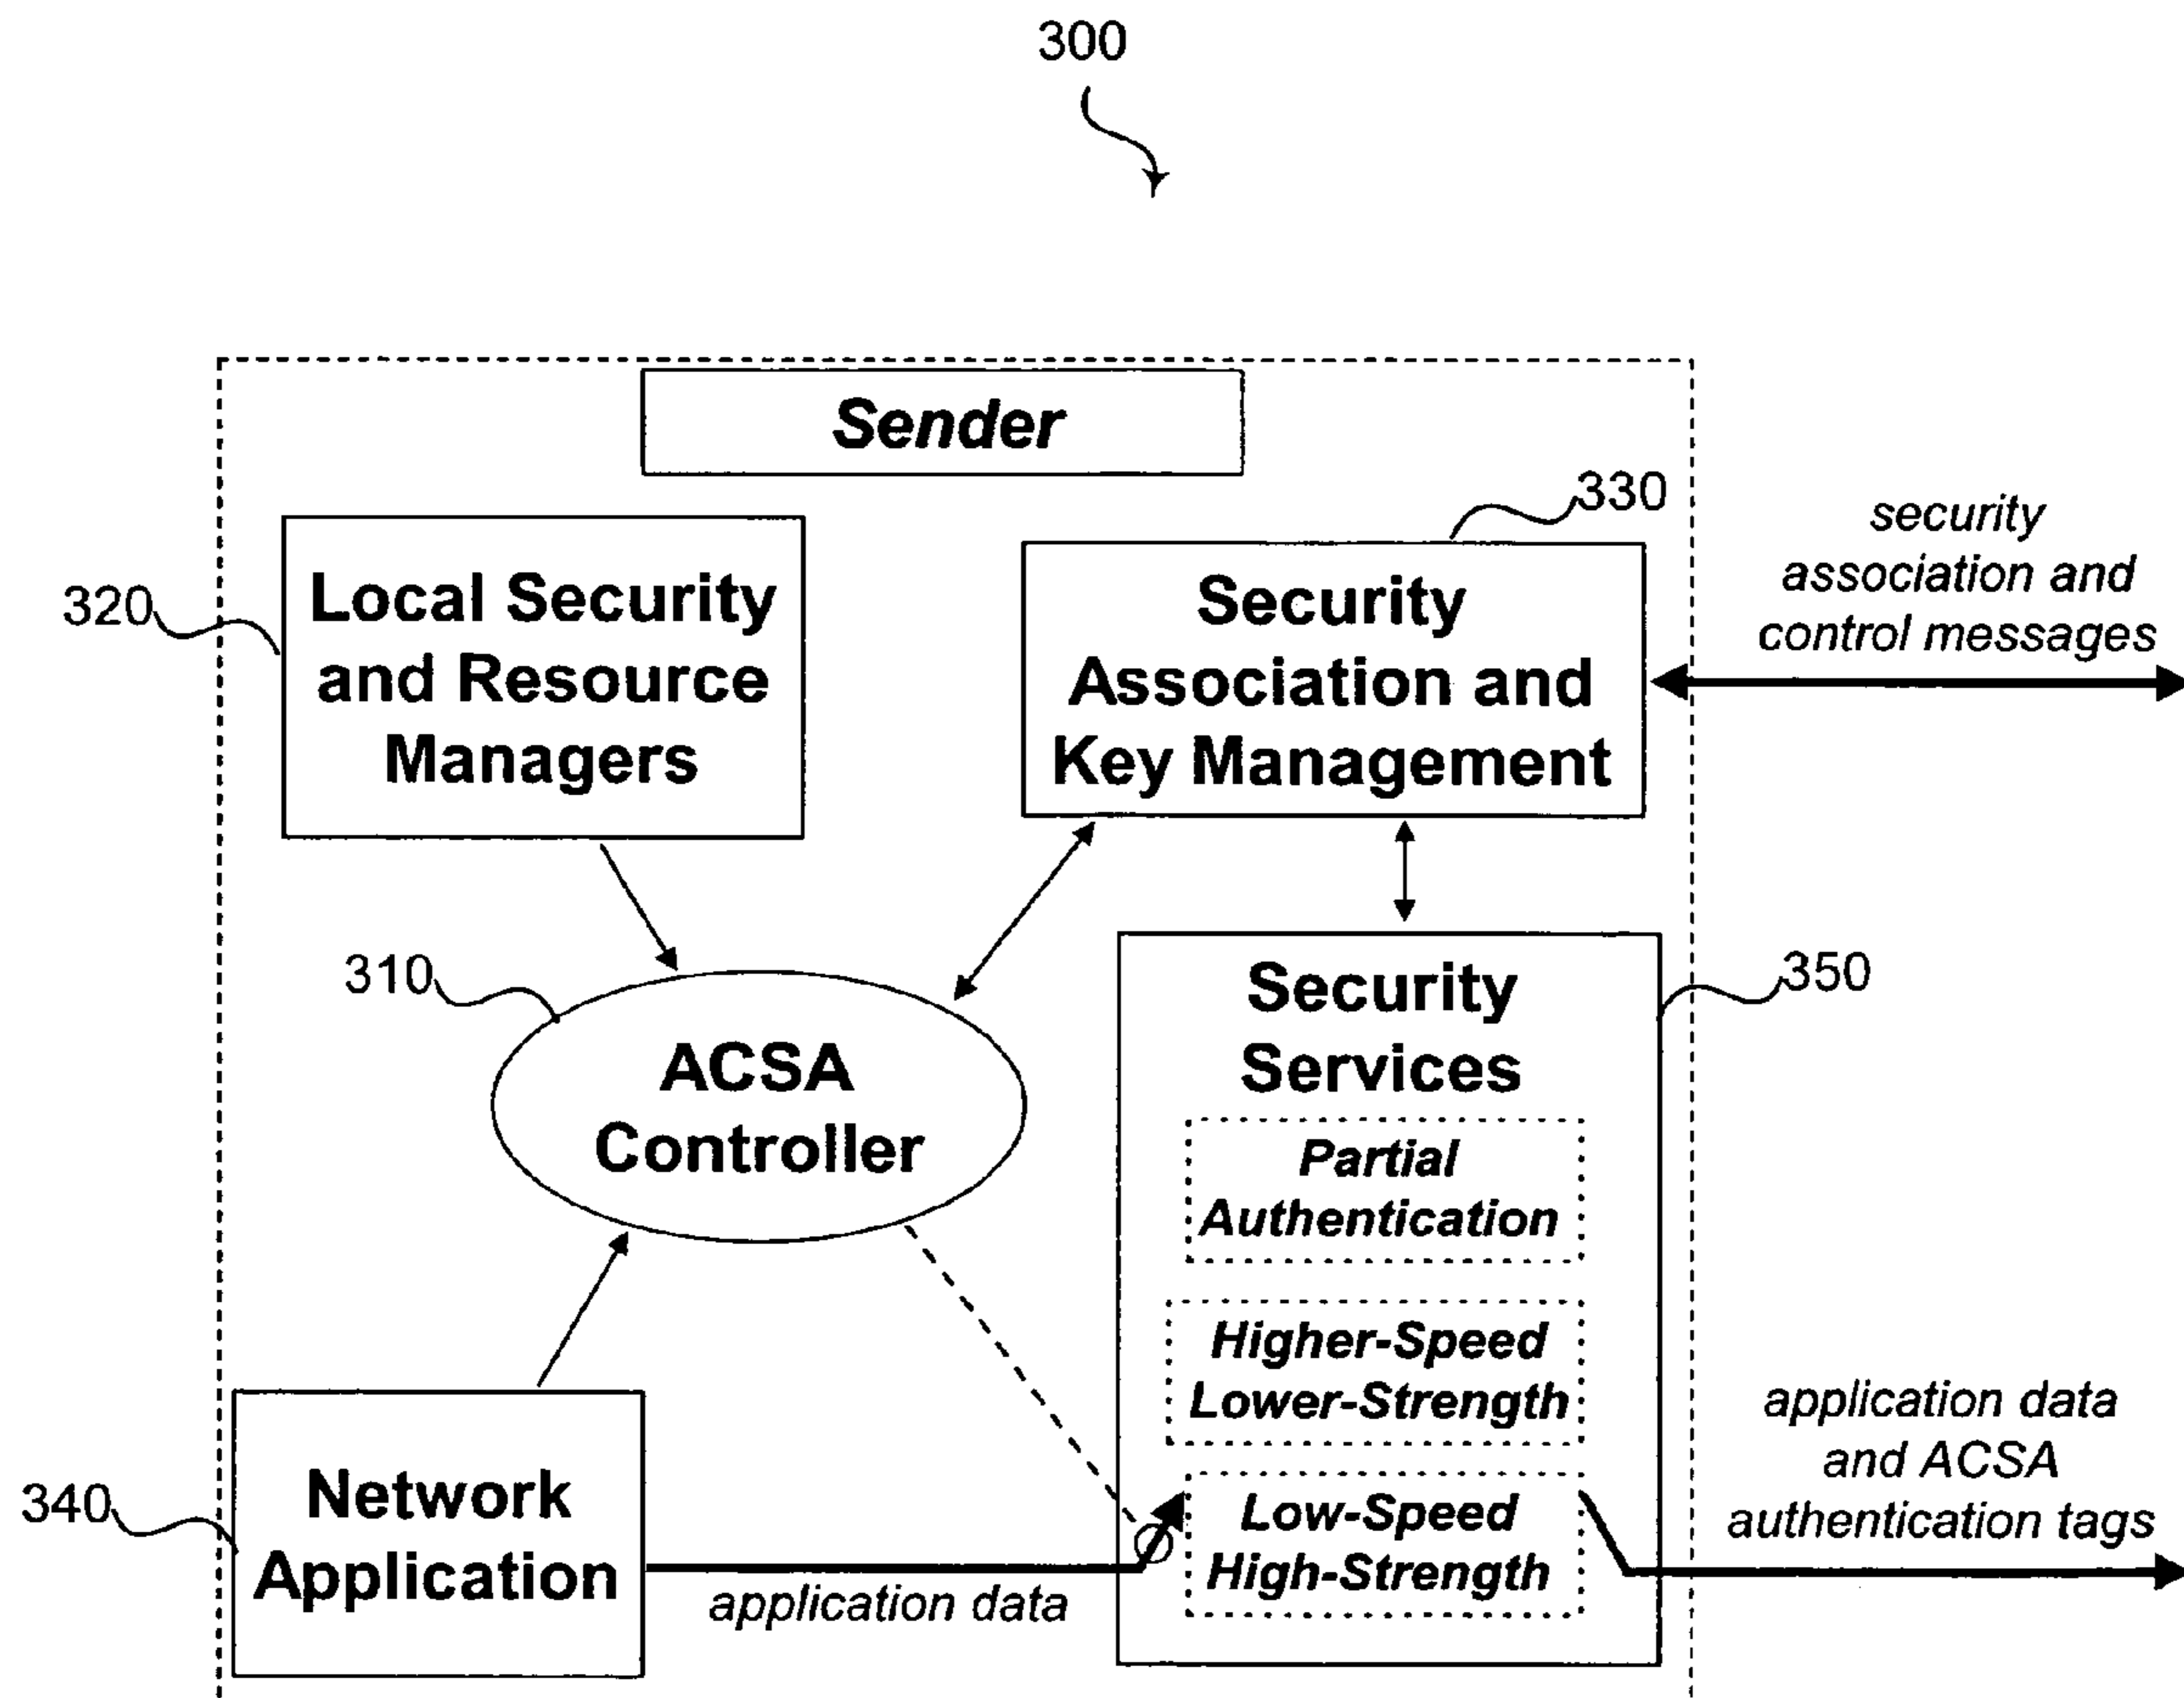 300
Sender
330
security
association and
control messages
320
Local Security
and Resource
Managers
Security
Association and
Key Management
310
ACSA
Controller
350
Security
Services
Partial
Authentication
Higher-Speed
Lower-Strength
Low-Speed
High-Strength
340
Network
Application
application data
application data
and ACSA
authentication tags